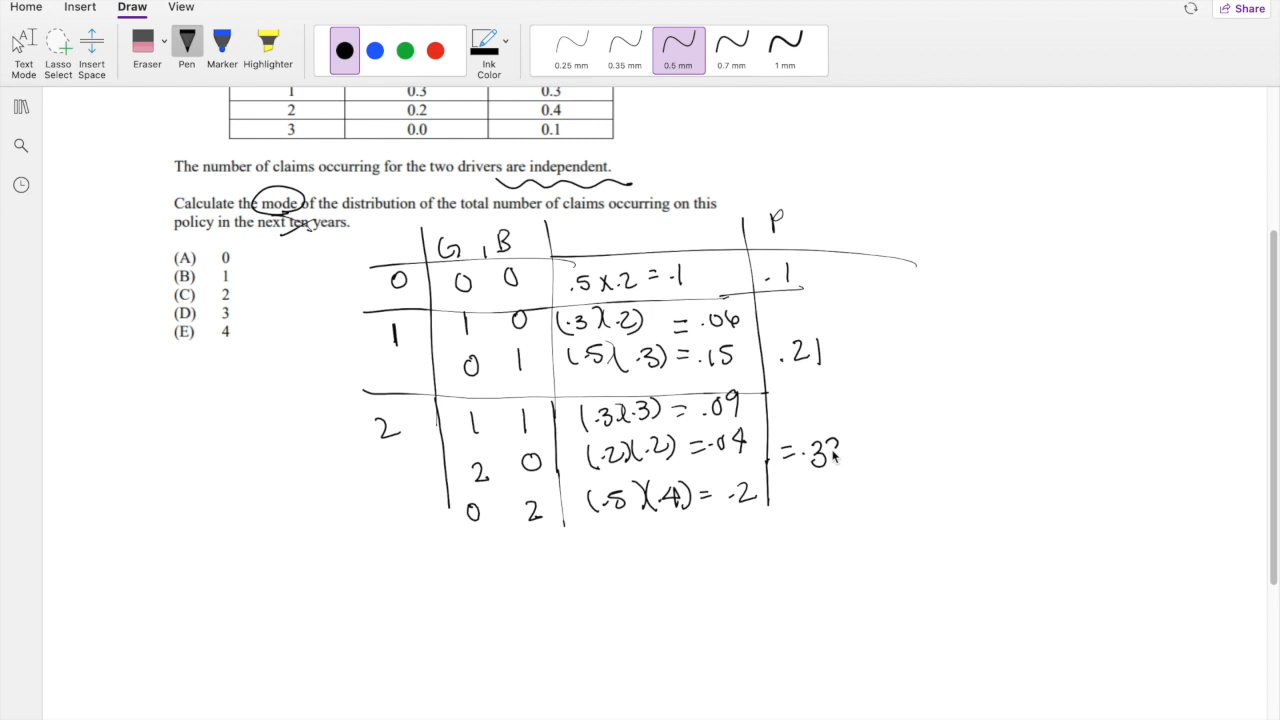 Home Insert Draw View Share
Text Mode
Lasso Select
Insert Space
Eraser
Pen
Marker
Highlighter
Ink Color
0.25 mm
0.35 mm
0.5 mm
0.7 mm
1 mm
1 0.3 0.3
2 0.2 0.4
3 0.0 0.1
The number of claims occurring for the two drivers are independent.
Calculate the mode of the distribution of the total number of claims occurring on this
policy in the next ten years.
(A) 0
(B) 1
(C) 2
(D) 3
(E) 4
G , B P
0 0 0 .5 x .2 = .1 .1
1 1 0 (.3)(.2) = .06
0 1 (.5)(.3) = .15 .21
2 1 1 (.3)(.3) = .09
2 0 (.2)(.2) = .04 = .33
0 2 (.5)(.4) = .2